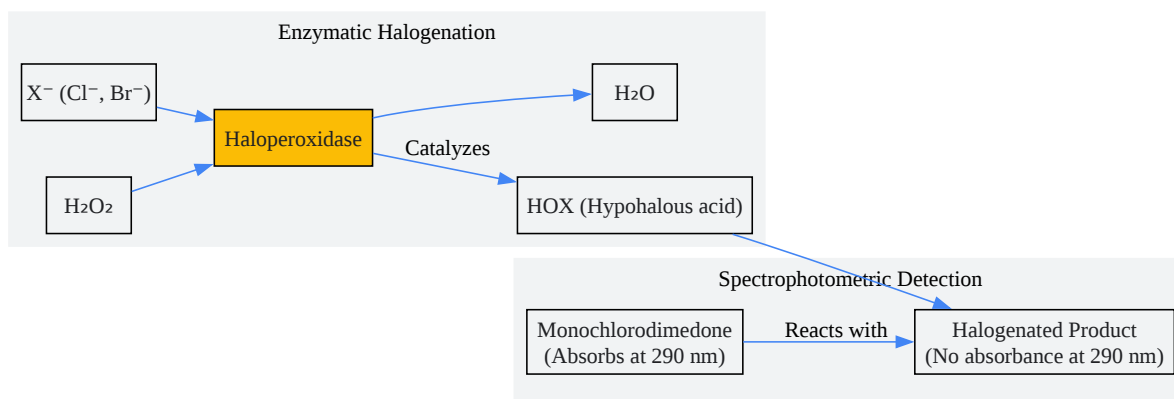 Enzymatic Halogenation
X⁻ (Cl⁻, Br⁻)
H₂O₂
Haloperoxidase
Catalyzes
H₂O
HOX (Hypohalous acid)
Spectrophotometric Detection
Monochlorodimedone
(Absorbs at 290 nm)
Reacts with
Halogenated Product
(No absorbance at 290 nm)